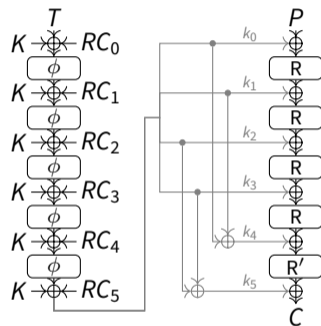 T P
K RC0 k0
ϕ R
K RC1 k1
ϕ R
K RC2 k2
ϕ R
K RC3 k3
ϕ R
K RC4 k4
ϕ R′
K RC5 k5
C